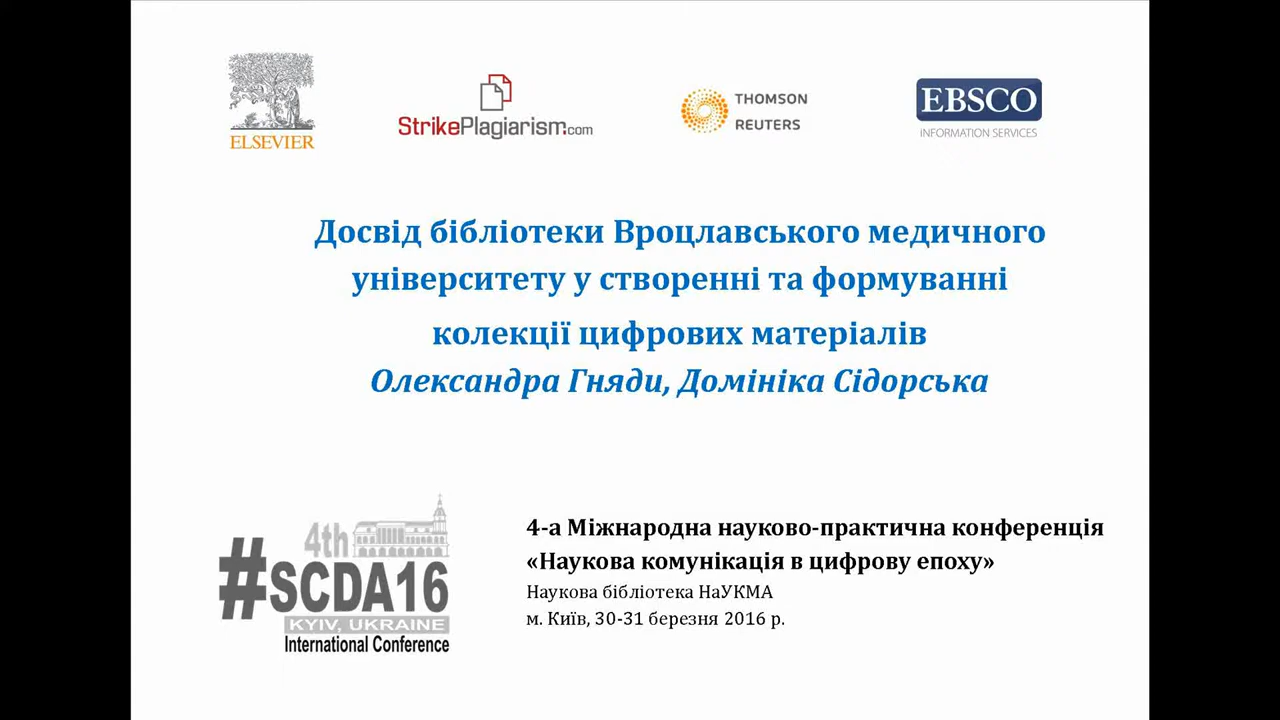 ELSEVIER
StrikePlagiarism.com
THOMSON
REUTERS
EBSCO
INFORMATION SERVICES
Досвід бібліотеки Вроцлавського медичного
університету у створенні та формуванні
колекції цифрових матеріалів
Олександра Гняди, Домініка Сідорська
4th
#SCDA16
KYIV, UKRAINE
International Conference
4-а Міжнародна науково-практична конференція
«Наукова комунікація в цифрову епоху»
Наукова бібліотека НаУКМА
м. Київ, 30-31 березня 2016 р.